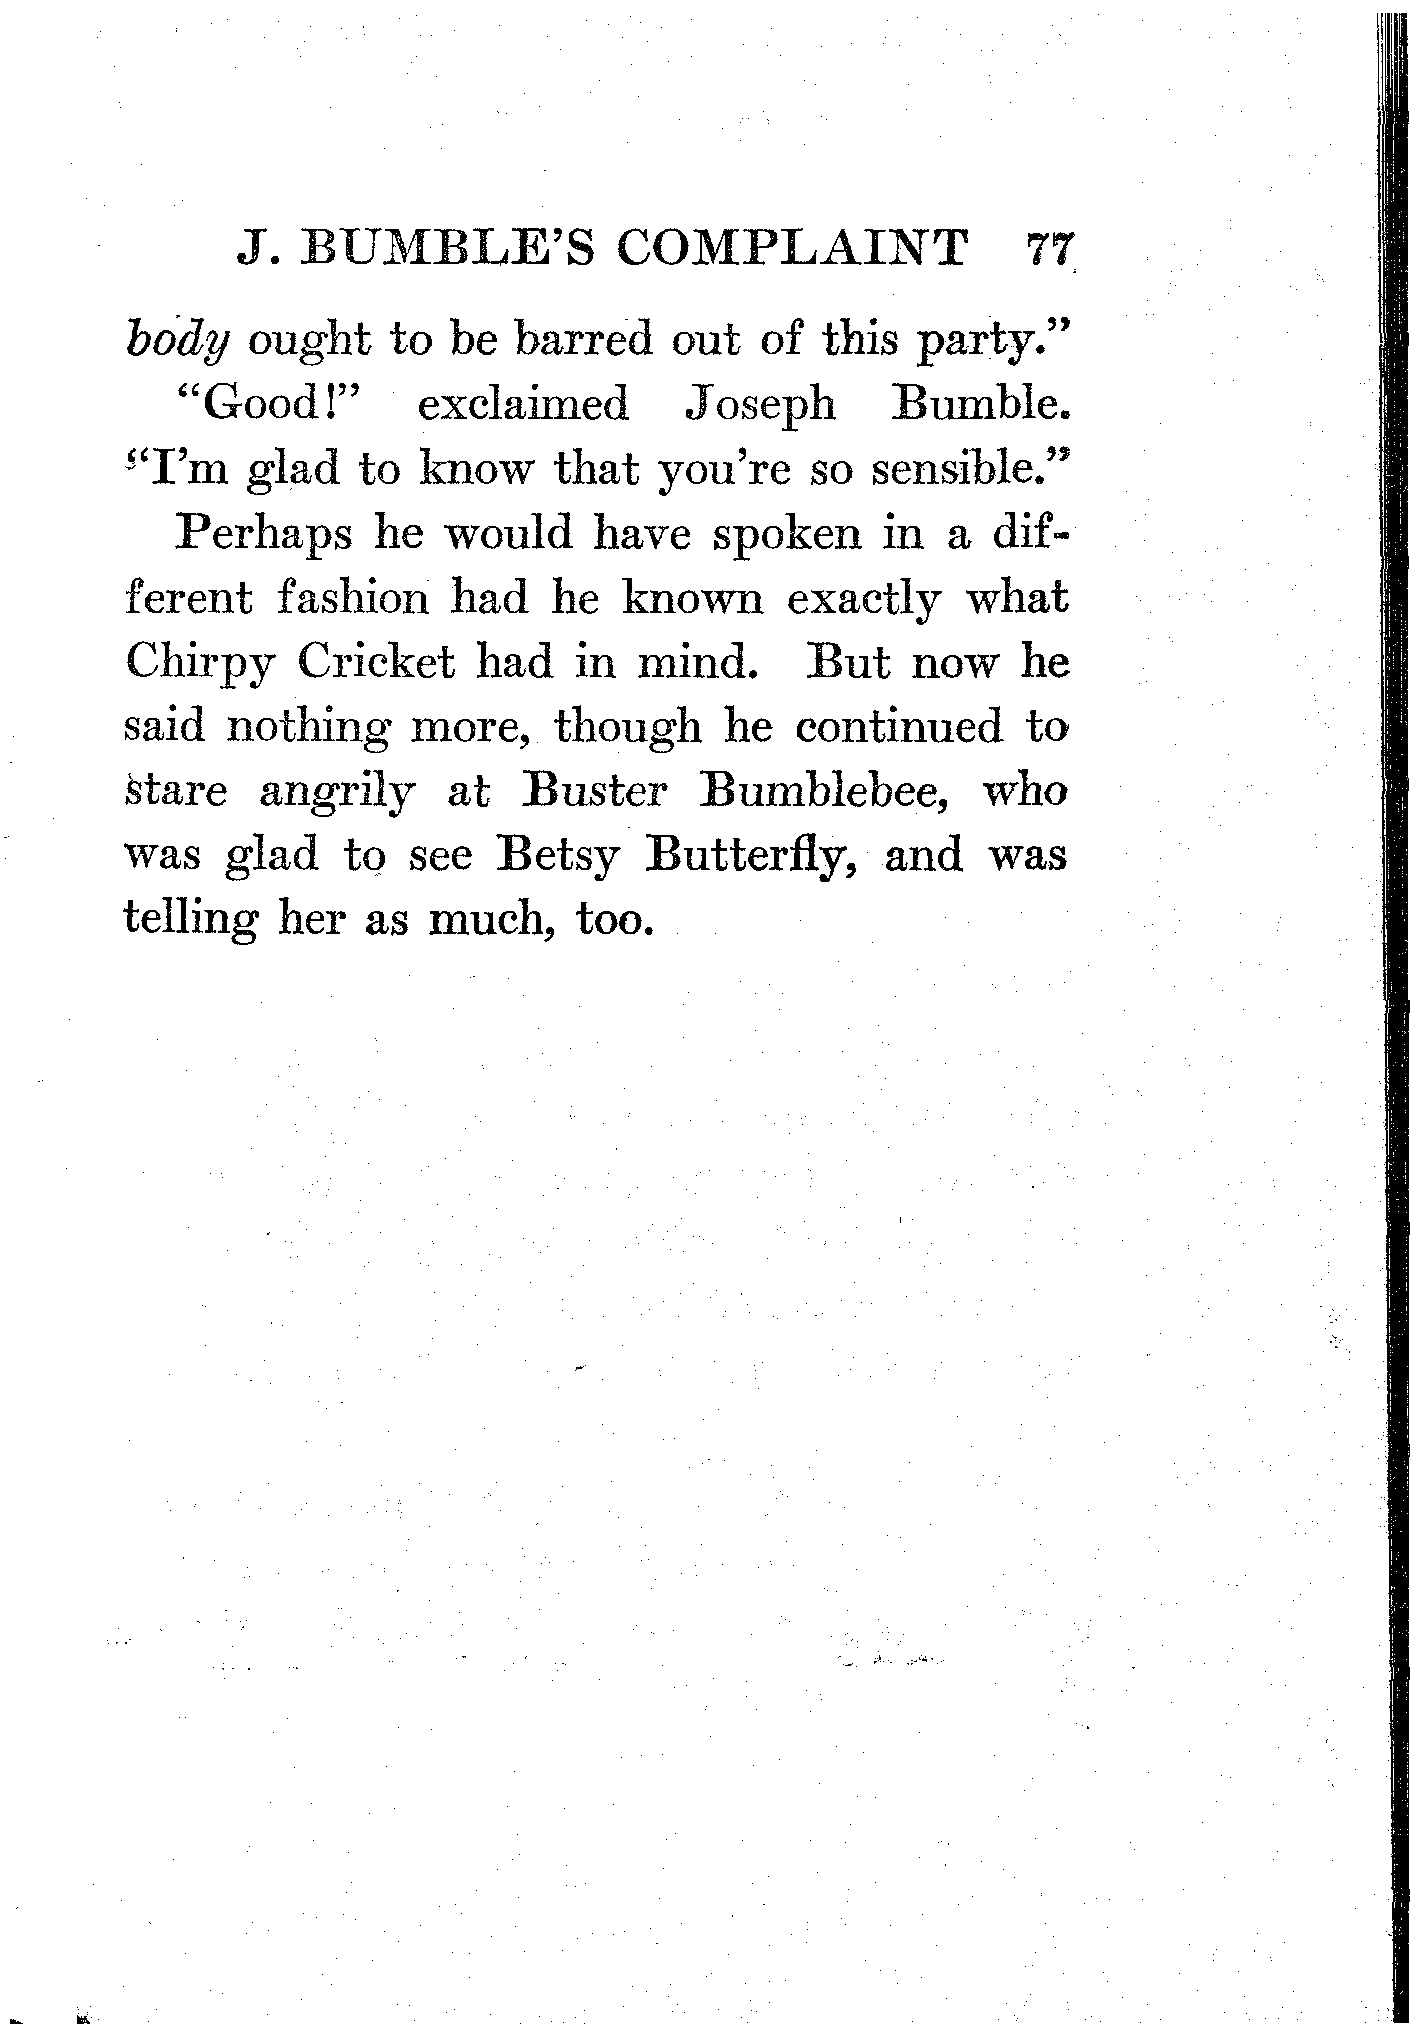 J. BUMBLE'S COMPLAINT 77
body ought to be barred out of this party."
"Good!" exclaimed Joseph Bumble.
"I'm glad to know that you're so sensible."
Perhaps he would have spoken in a dif-
ferent fashion had he known exactly what
Chirpy Cricket had in mind. But now he
said nothing more, though he continued to
stare angrily at Buster Bumblebee, who
was glad to see Betsy Butterfly, and was
telling her as much, too.